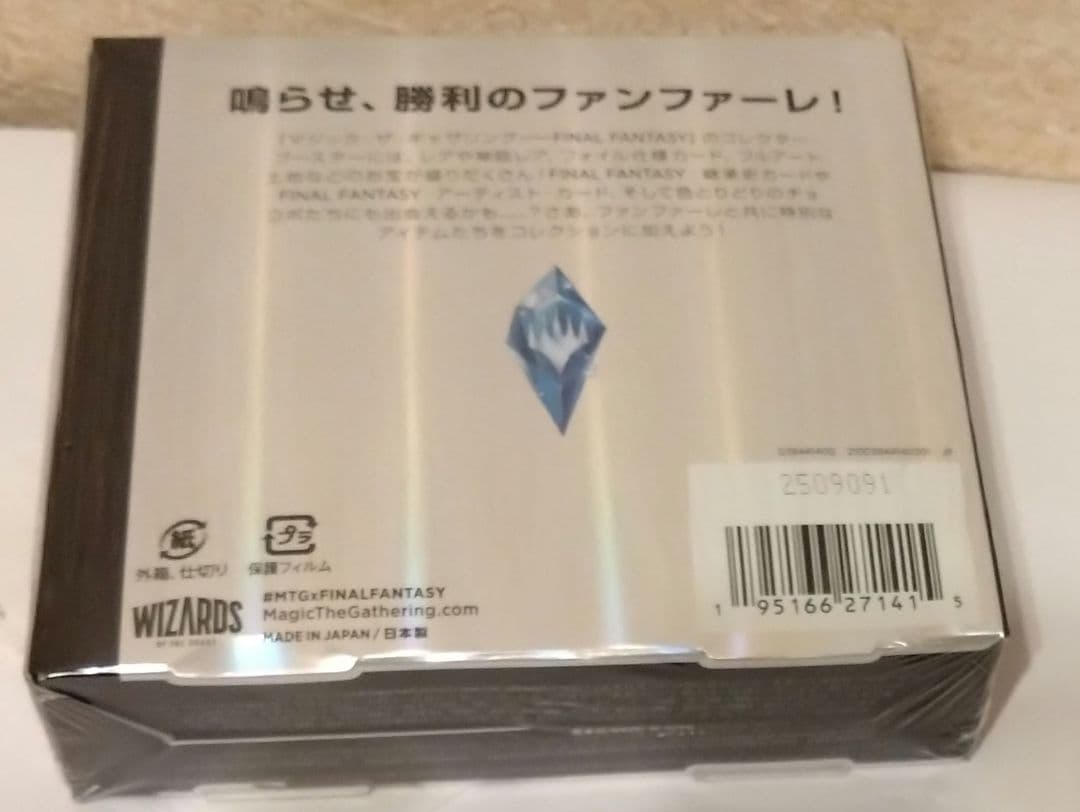 鳴らせ、勝利のファンファーレ!
『マジック:ザ・ギャザリング——FINAL FANTASY』のコレクター・
ブースターには、レアや神話レア、フォイル仕様カード、フルアート
土地などのお宝が盛りだくさん!FINAL FANTASY 継承史カードや
FINAL FANTASY アーティスト・カード、そして色とりどりのチョ
コボたちにも出会えるかも……?さあ、ファンファーレと共に特別な
アイテムたちをコレクションに加えよう!
2509091
紙 プラ
外箱、仕切り 保護フィルム
#MTGxFINALFANTASY
WIZARDS MagicTheGathering.com
MADE IN JAPAN / 日本製
1 95166 27141 5